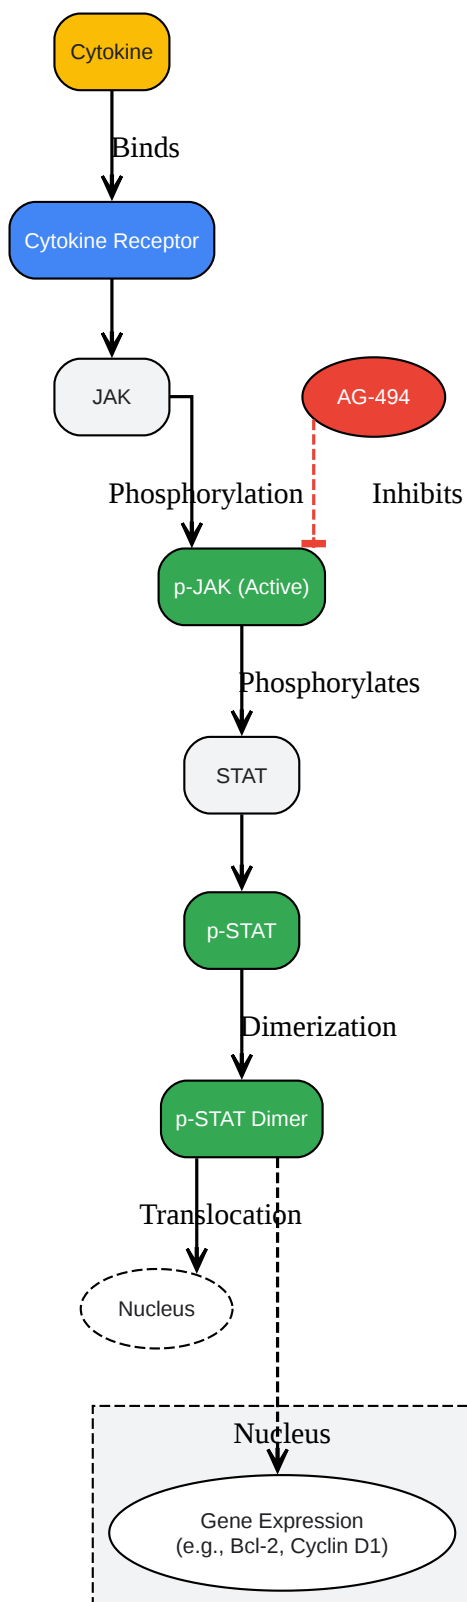 Cytokine
Binds
Cytokine Receptor
JAK
AG-494
Phosphorylation
Inhibits
p-JAK (Active)
Phosphorylates
STAT
p-STAT
Dimerization
p-STAT Dimer
Translocation
Nucleus
Nucleus
Gene Expression
(e.g., Bcl-2, Cyclin D1)